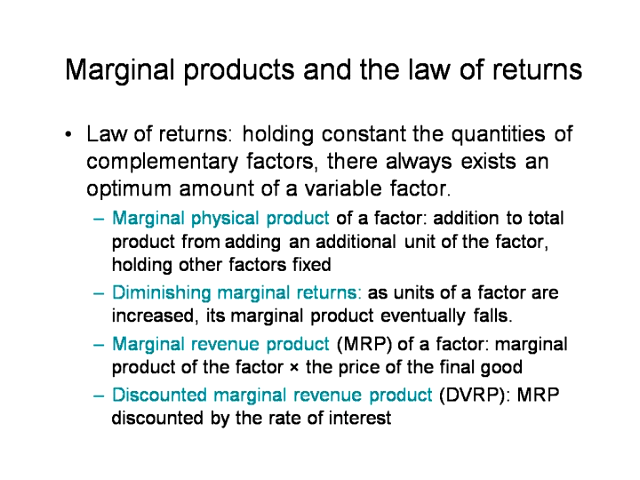 Marginal products and the law of returns
• Law of returns: holding constant the quantities of
complementary factors, there always exists an
optimum amount of a variable factor.
– Marginal physical product of a factor: addition to total
product from adding an additional unit of the factor,
holding other factors fixed
– Diminishing marginal returns: as units of a factor are
increased, its marginal product eventually falls.
– Marginal revenue product (MRP) of a factor: marginal
product of the factor × the price of the final good
– Discounted marginal revenue product (DVRP): MRP
discounted by the rate of interest